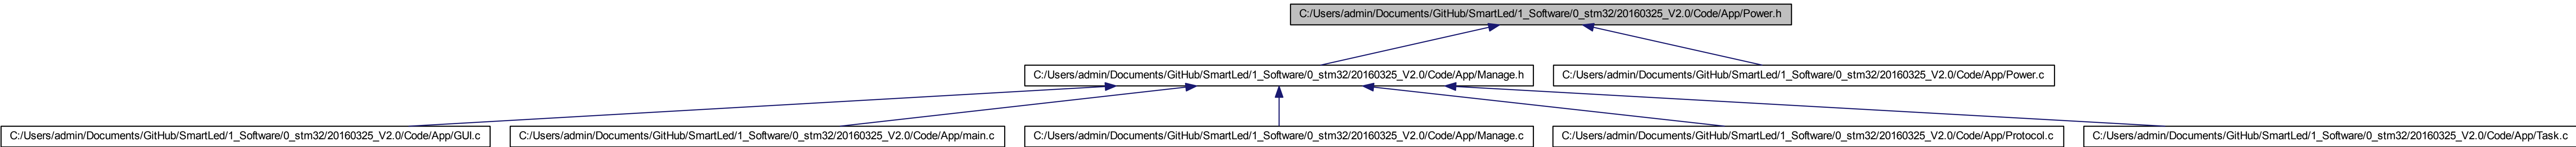 C:/Users/admin/Documents/GitHub/SmartLed/1_Software/0_stm32/20160325_V2.0/Code/App/Power.h
C:/Users/admin/Documents/GitHub/SmartLed/1_Software/0_stm32/20160325_V2.0/Code/App/Manage.h
C:/Users/admin/Documents/GitHub/SmartLed/1_Software/0_stm32/20160325_V2.0/Code/App/Power.c
C:/Users/admin/Documents/GitHub/SmartLed/1_Software/0_stm32/20160325_V2.0/Code/App/GUI.c
C:/Users/admin/Documents/GitHub/SmartLed/1_Software/0_stm32/20160325_V2.0/Code/App/main.c
C:/Users/admin/Documents/GitHub/SmartLed/1_Software/0_stm32/20160325_V2.0/Code/App/Manage.c
C:/Users/admin/Documents/GitHub/SmartLed/1_Software/0_stm32/20160325_V2.0/Code/App/Protocol.c
C:/Users/admin/Documents/GitHub/SmartLed/1_Software/0_stm32/20160325_V2.0/Code/App/Task.c